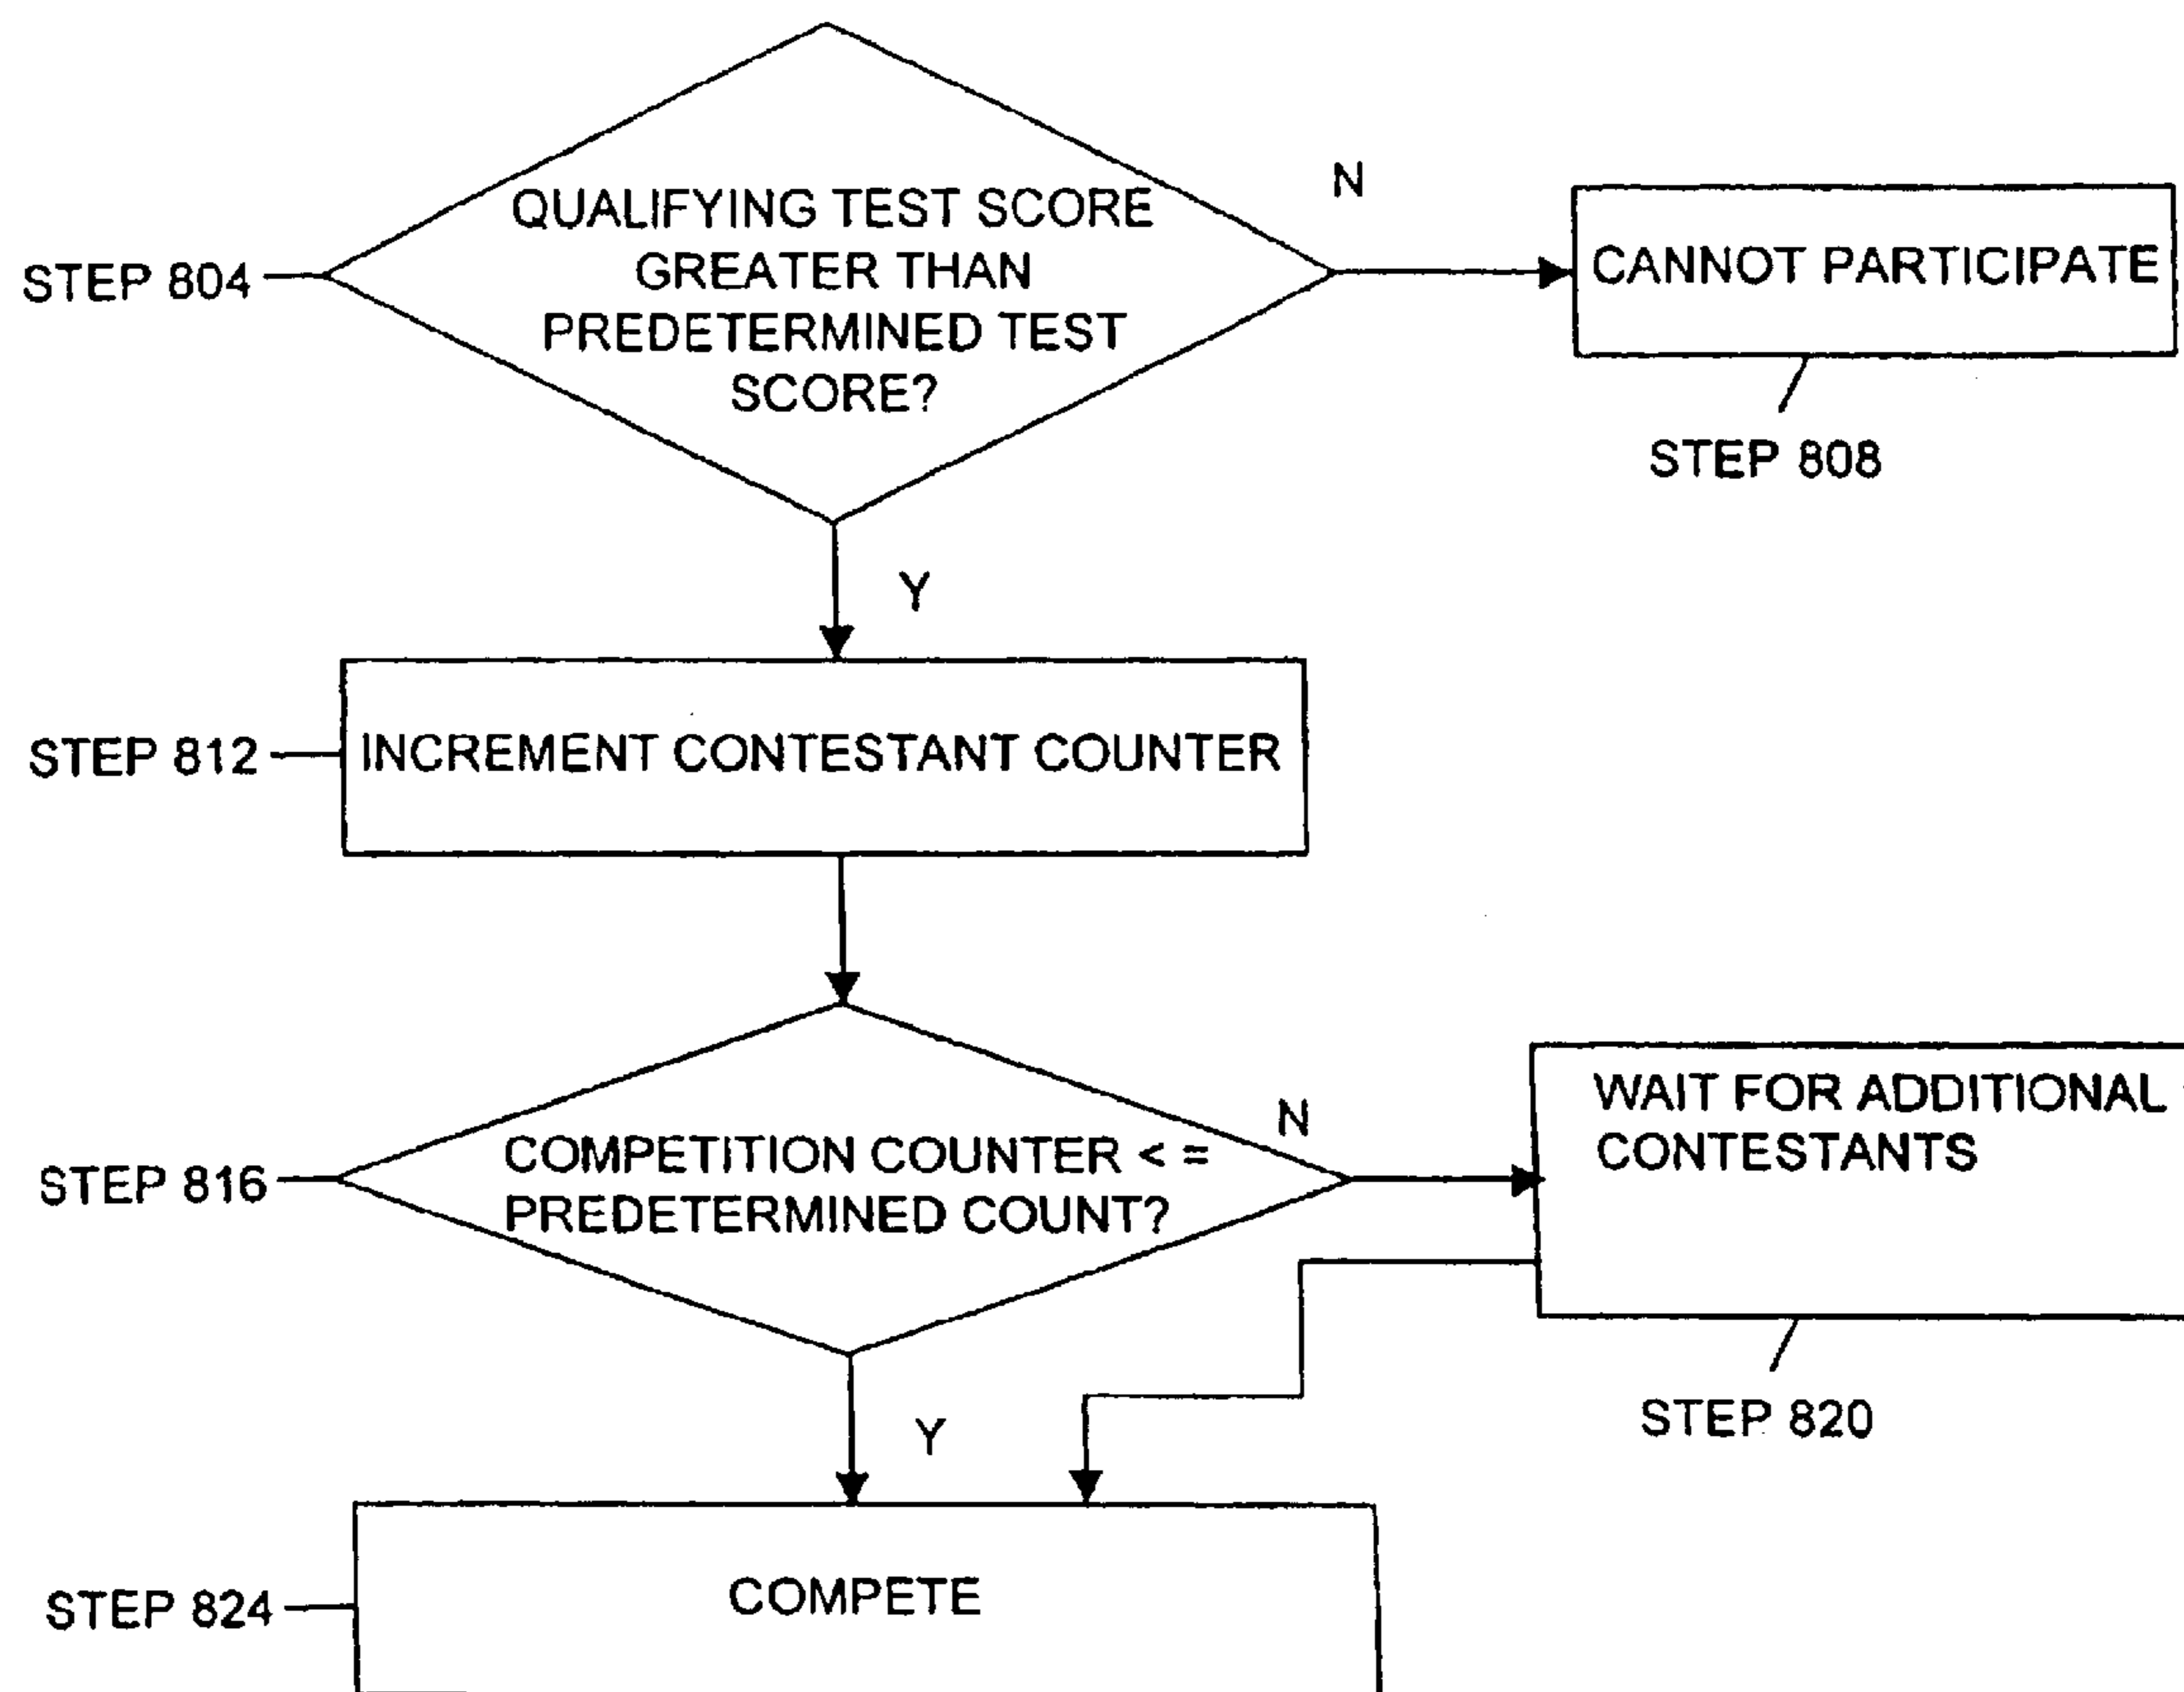 N
QUALIFYING TEST SCORE
GREATER THAN
PREDETERMINED TEST
SCORE?
STEP 804
CANNOT PARTICIPATE
STEP 808
Y
STEP 812
INCREMENT CONTESTANT COUNTER
N
COMPETITION COUNTER < =
PREDETERMINED COUNT?
STEP 816
WAIT FOR ADDITIONAL
CONTESTANTS
STEP 820
Y
COMPETE
STEP 824